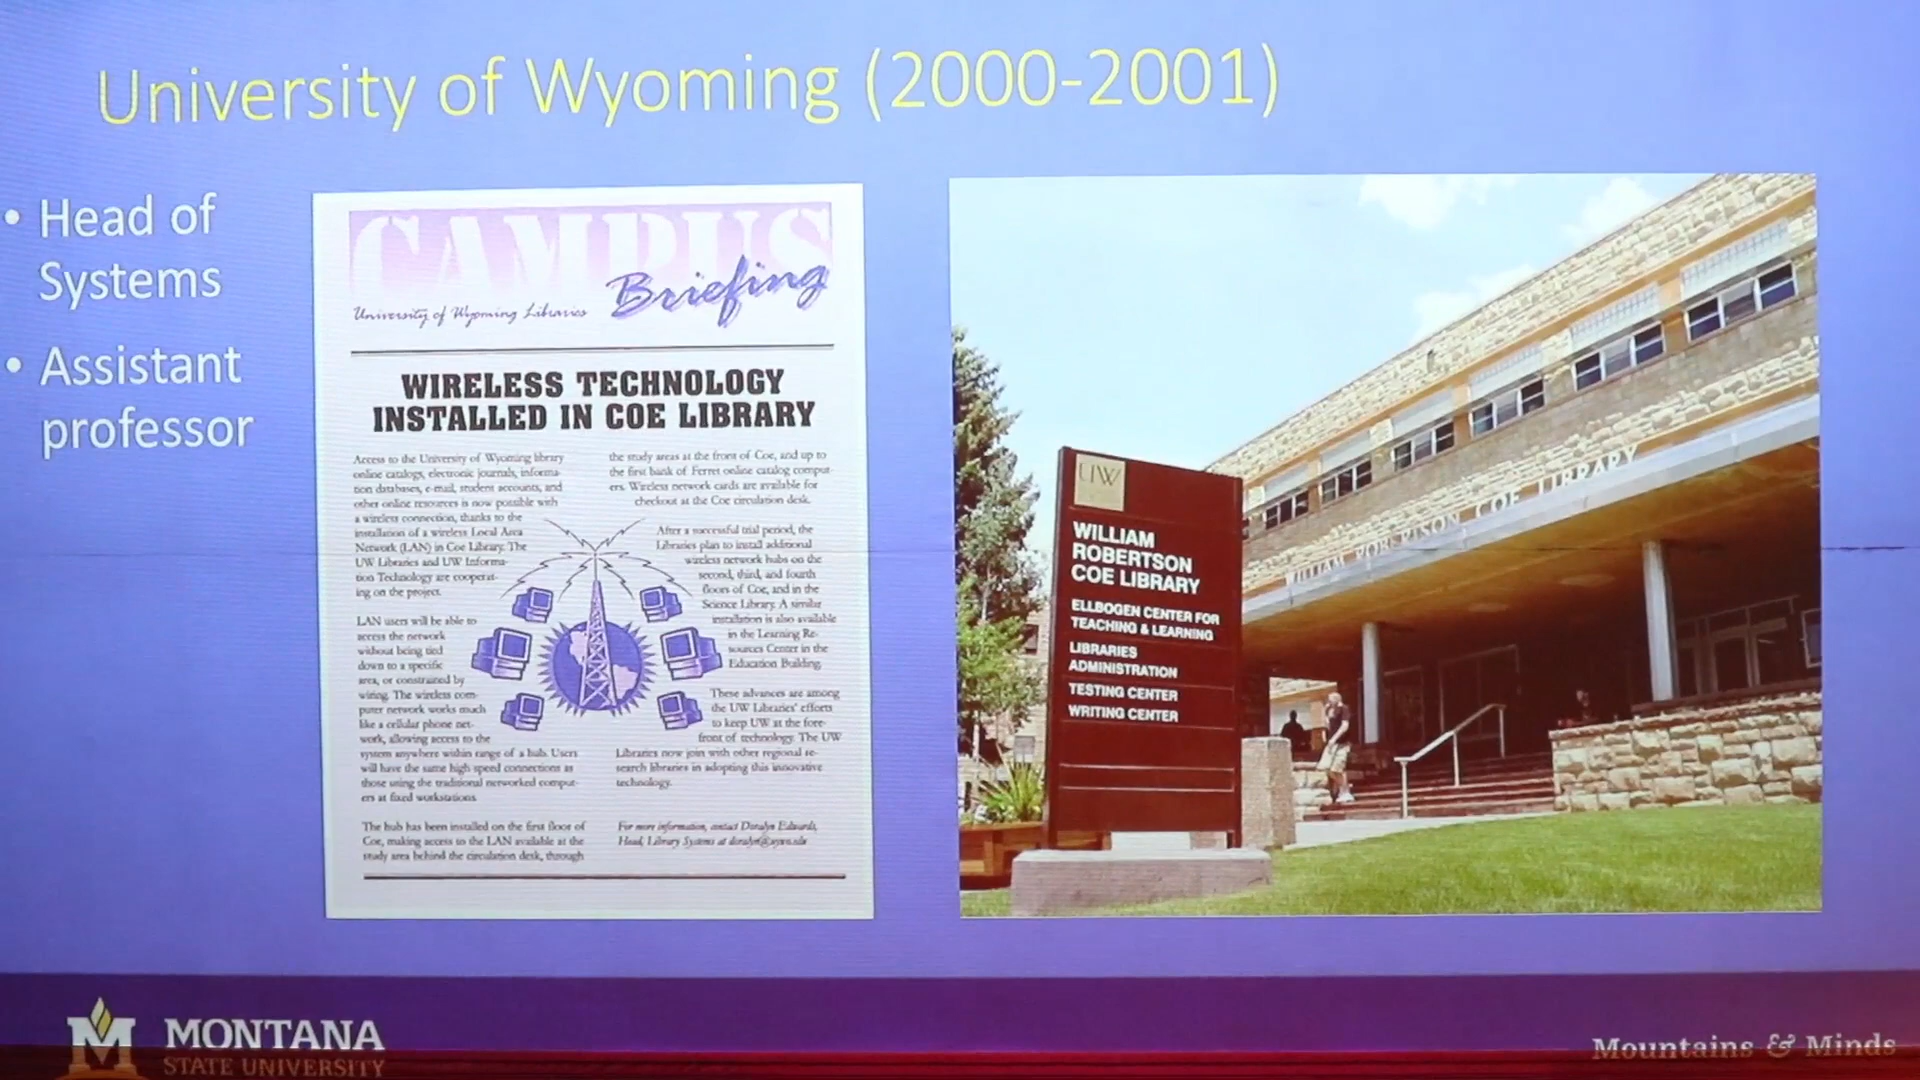 University of Wyoming (2000-2001)
• Head of
Systems
• Assistant
professor
CAMPUS
Briefing
University of Wyoming Libraries
WIRELESS TECHNOLOGY
INSTALLED IN COE LIBRARY
Access to the University of Wyoming library
online catalogs, electronic journals, informa-
tion databases, e-mail, student accounts, and
other online resources is now possible with
a wireless connection, thanks to the
installation of a wireless Local Area
Network (LAN) in Coe Library. The
UW Libraries and UW Informa-
tion Technology are cooperat-
ing on the project.
LAN users will be able to
access the network
without being tied
down to a specific
area, or constrained by
wiring. The wireless com-
puter network works much
like a cellular phone net-
work, allowing access to the
system anywhere within range of a hub. Users
will have the same high speed connections as
those using the traditional networked comput-
ers at fixed workstations.
The hub has been installed on the first floor of
Coe, making access to the LAN available at the
study area behind the circulation desk, through
the study areas at the front of Coe, and up to
the first bank of Ferret online catalog comput-
ers. Wireless network cards are available for
checkout at the Coe circulation desk.
After a successful trial period, the
Libraries plan to install additional
wireless network hubs on the
second, third, and fourth
floors of Coe, and in the
Science Library. A similar
installation is also available
in the Learning Re-
sources Center in the
Education Building.
These advances are among
the UW Libraries' efforts
to keep UW at the fore-
front of technology. The UW
Libraries now join with other regional re-
search libraries in adopting this innovative
technology.
For more information, contact Doralyn Edwards,
Head, Library Systems at doralyn@uwyo.edu
UW
WILLIAM
ROBERTSON
COE LIBRARY
ELLBOGEN CENTER FOR
TEACHING & LEARNING
LIBRARIES
ADMINISTRATION
TESTING CENTER
WRITING CENTER
WILLIAM ROBERTSON COE LIBRARY
M MONTANA
STATE UNIVERSITY
Mountains & Minds